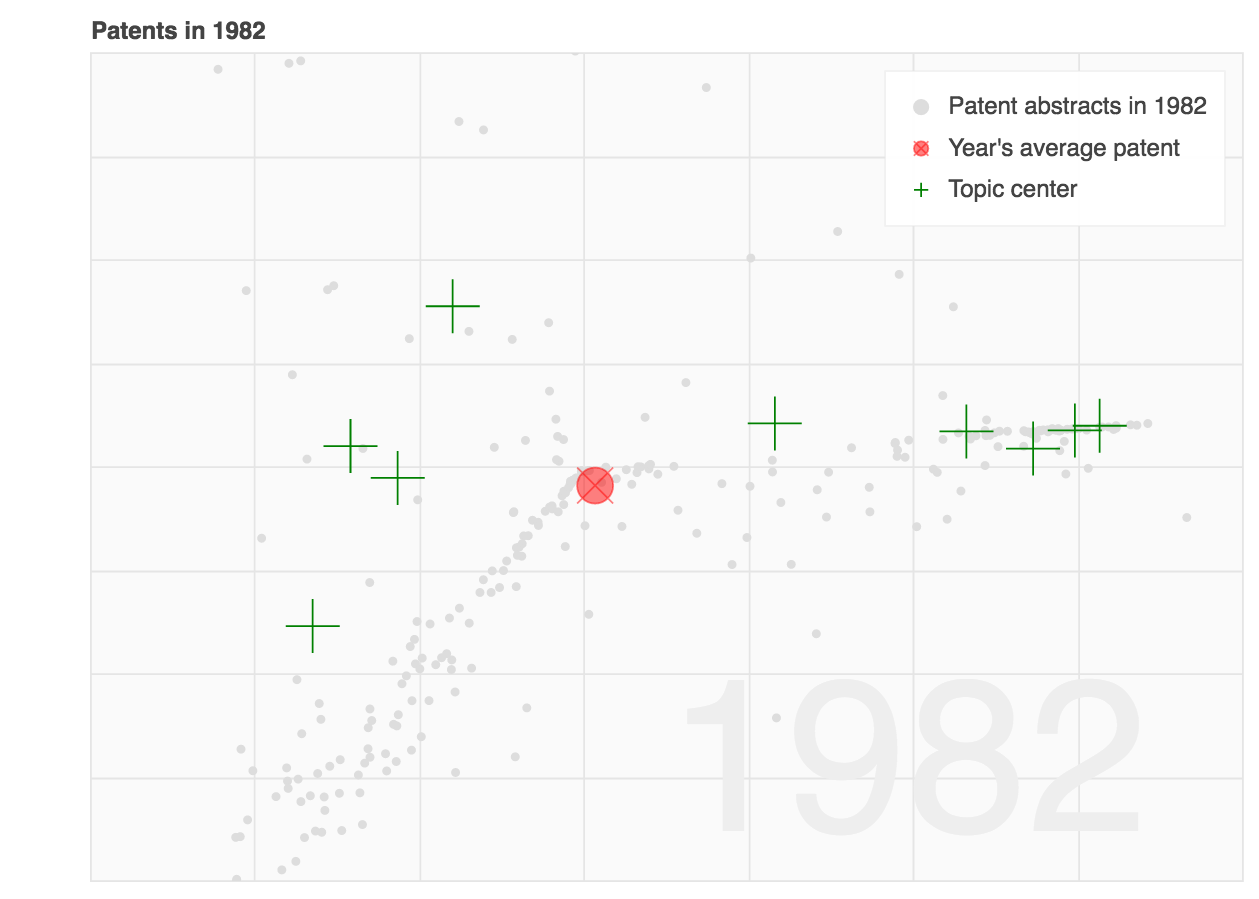 Patents in 1982
Patent abstracts in 1982
Year's average patent
Topic center
1982